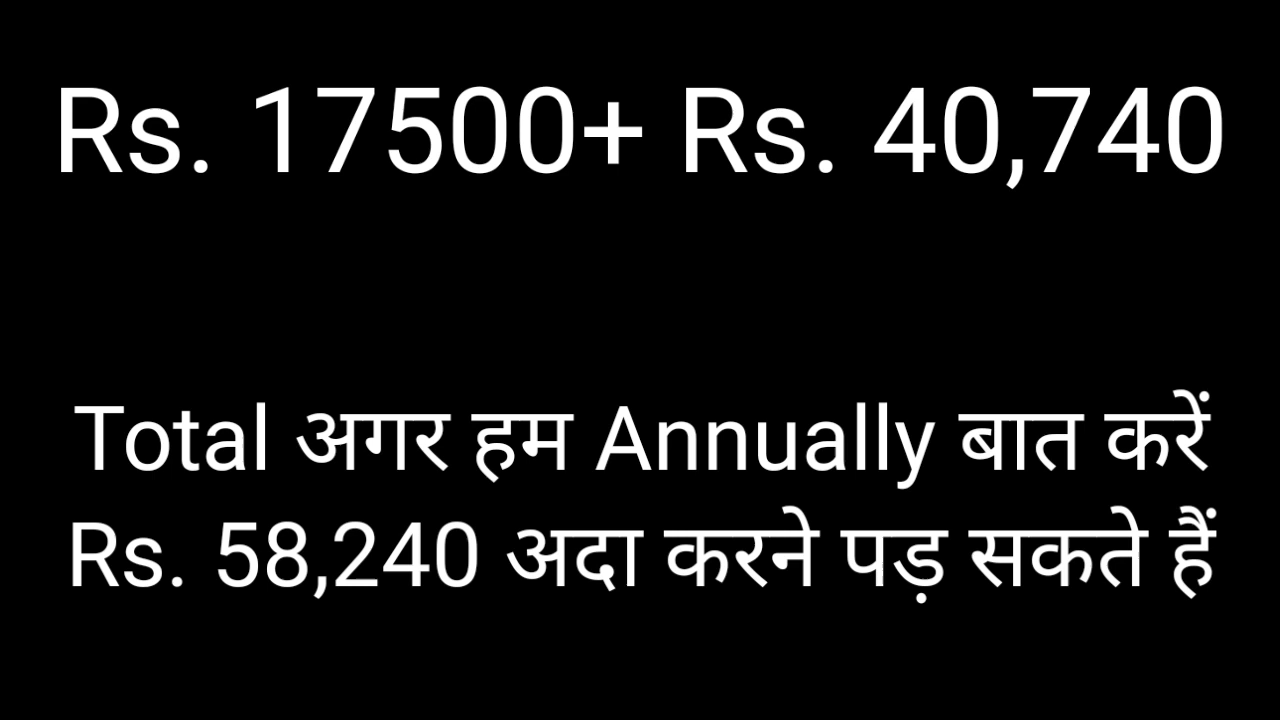 Rs. 17500+ Rs. 40,740
Total अगर हम Annually बात करें
Rs. 58,240 अदा करने पड़ सकते हैं